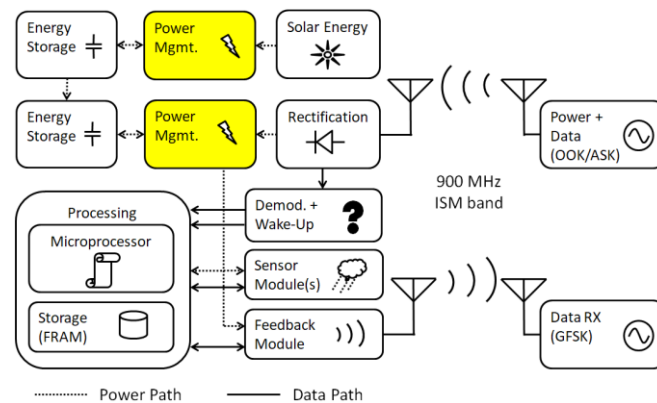 Energy
Storage
Power
Mgmt.
Solar Energy
Energy
Storage
Power
Mgmt.
Rectification
Power +
Data
(OOK/ASK)
900 MHz
ISM band
Processing
Microprocessor
Storage
(FRAM)
Demod. +
Wake-Up
?
Sensor
Module(s)
Feedback
Module
Data RX
(GFSK)
Power Path
Data Path